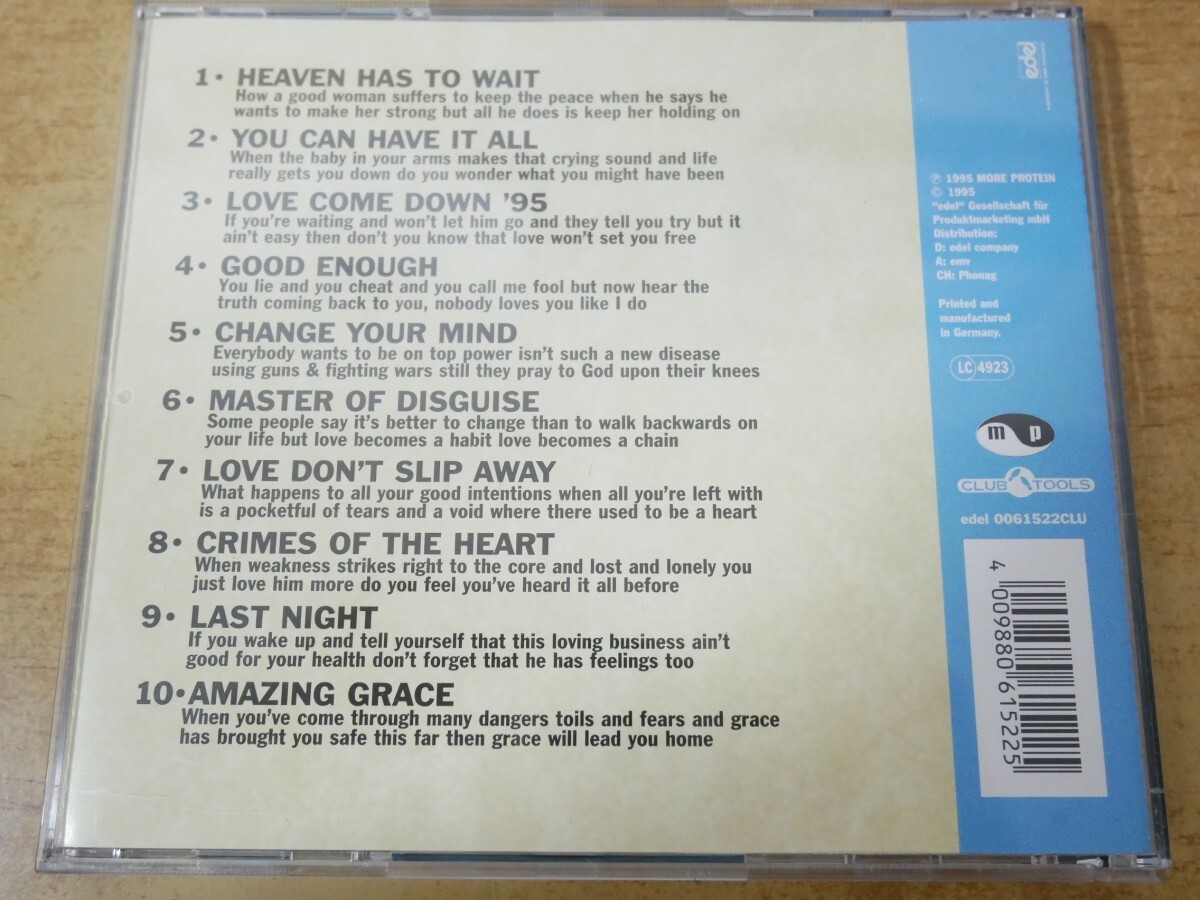 1• HEAVEN HAS TO WAIT
How a good woman suffers to keep the peace when he says he
wants to make her strong but all he does is keep her holding on
2• YOU CAN HAVE IT ALL
When the baby in your arms makes that crying sound and life
really gets you down do you wonder what you might have been
3• LOVE COME DOWN '95
If you're waiting and won't let him go and they tell you try but it
ain't easy then don't you know that love won't set you free
4• GOOD ENOUGH
You lie and you cheat and you call me fool but now hear the
truth coming back to you, nobody loves you like I do
5• CHANGE YOUR MIND
Everybody wants to be on top power isn't such a new disease
using guns & fighting wars still they pray to God upon their knees
6• MASTER OF DISGUISE
Some people say it's better to change than to walk backwards on
your life but love becomes a habit love becomes a chain
7• LOVE DON'T SLIP AWAY
What happens to all your good intentions when all you're left with
is a pocketful of tears and a void where there used to be a heart
8• CRIMES OF THE HEART
When weakness strikes right to the core and lost and lonely you
just love him more do you feel you've heard it all before
9• LAST NIGHT
If you wake up and tell yourself that this loving business ain't
good for your health don't forget that he has feelings too
10•AMAZING GRACE
When you've come through many dangers toils and fears and grace
has brought you safe this far then grace will lead you home
edel
℗ 1995 MORE PROTEIN
© 1995
"edel" Gesellschaft für
Produktmarketing mbH
Distribution:
D: edel company
A: emv
CH: Phonag
Printed and
manufactured
in Germany.
LC 4923
m p
CLUB TOOLS
edel 0061522CLU
4 009880 615225